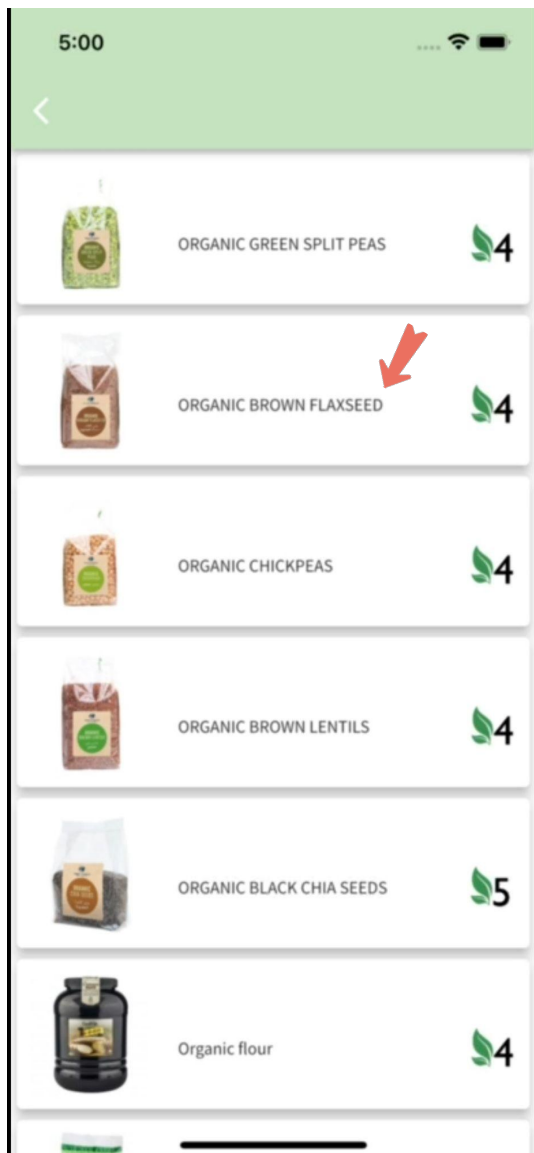 5:00
ORGANIC GREEN SPLIT PEAS
4
ORGANIC BROWN FLAXSEED
4
ORGANIC CHICKPEAS
4
ORGANIC BROWN LENTILS
4
ORGANIC BLACK CHIA SEEDS
5
Organic flour
4